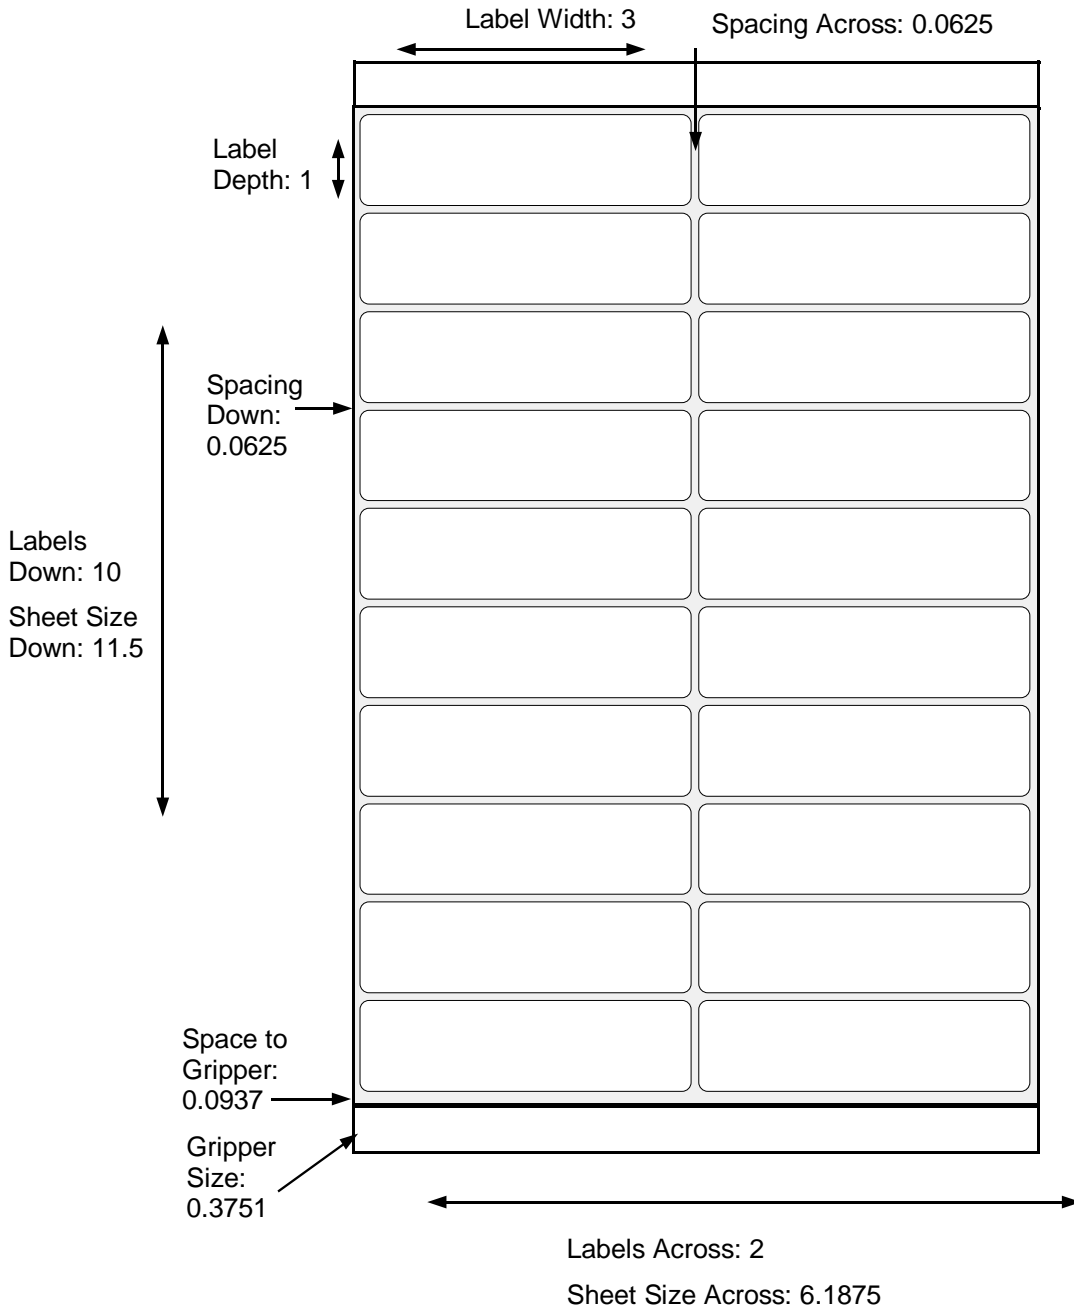 Label Width: 3
Spacing Across: 0.0625
Label
Depth: 1
Spacing
Down:
0.0625
Labels
Down: 10
Sheet Size
Down: 11.5
Space to
Gripper:
0.0937
Gripper
Size:
0.3751
Labels Across: 2
Sheet Size Across: 6.1875